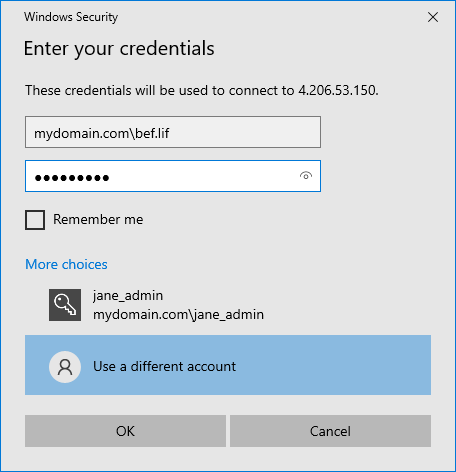 Windows Security
Enter your credentials
These credentials will be used to connect to 4.206.53.150.
mydomain.com\bef.lif
●●●●●●●●●
Remember me
More choices
jane_admin
mydomain.com\jane_admin
Use a different account
OK
Cancel